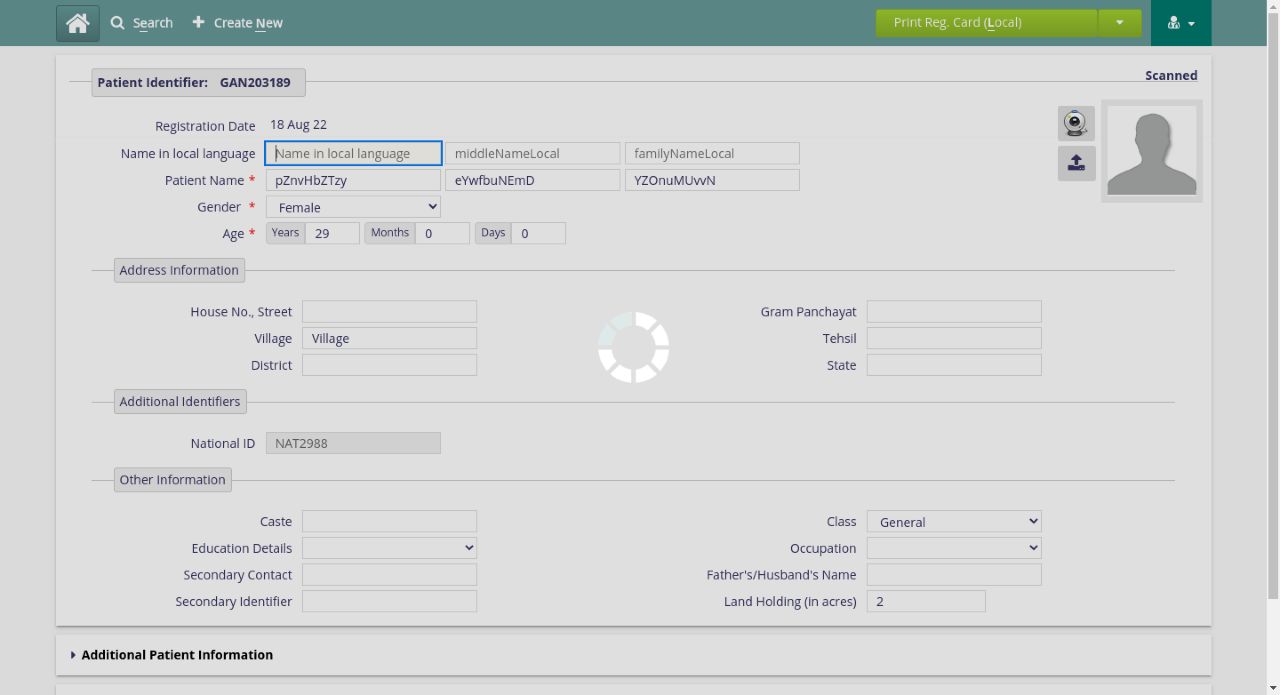 Search Create New Print Reg. Card (Local)
Patient Identifier: GAN203189 Scanned
Registration Date 18 Aug 22
Name in local language Name in local language middleNameLocal familyNameLocal
Patient Name * pZnvHbZTzy eYwfbuNEmD YZOnuMUvvN
Gender * Female
Age * Years 29 Months 0 Days 0
Address Information
House No., Street Gram Panchayat
Village Village Tehsil
District State
Additional Identifiers
National ID NAT2988
Other Information
Caste Class General
Education Details Occupation
Secondary Contact Father's/Husband's Name
Secondary Identifier Land Holding (in acres) 2
Additional Patient Information